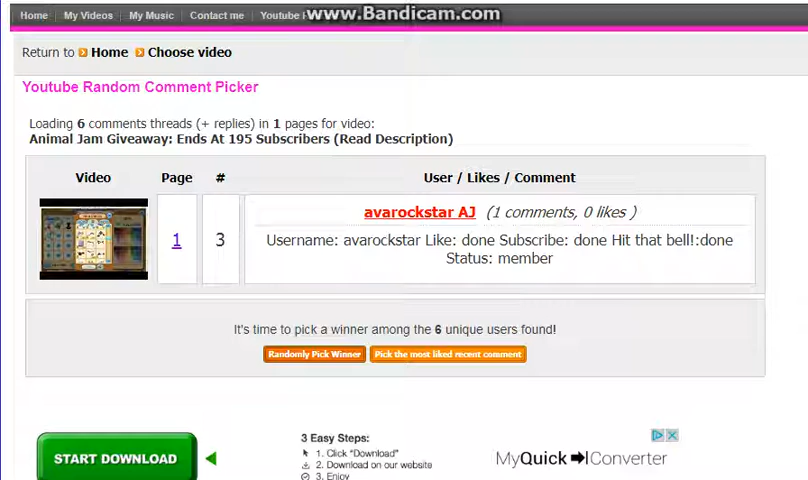 Home My Videos My Music Contact me Youtube
www.Bandicam.com
Return to Home Choose video
Youtube Random Comment Picker
Loading 6 comments threads (+ replies) in 1 pages for video:
Animal Jam Giveaway: Ends At 195 Subscribers (Read Description)
Video Page # User / Likes / Comment
avarockstar AJ (1 comments, 0 likes )
1 3 Username: avarockstar Like: done Subscribe: done Hit that bell!:done
Status: member
It's time to pick a winner among the 6 unique users found!
Randomly Pick Winner Pick the most liked recent comment
START DOWNLOAD
3 Easy Steps:
1. Click "Download"
2. Download on our website
3. Enjoy
MyQuick Converter